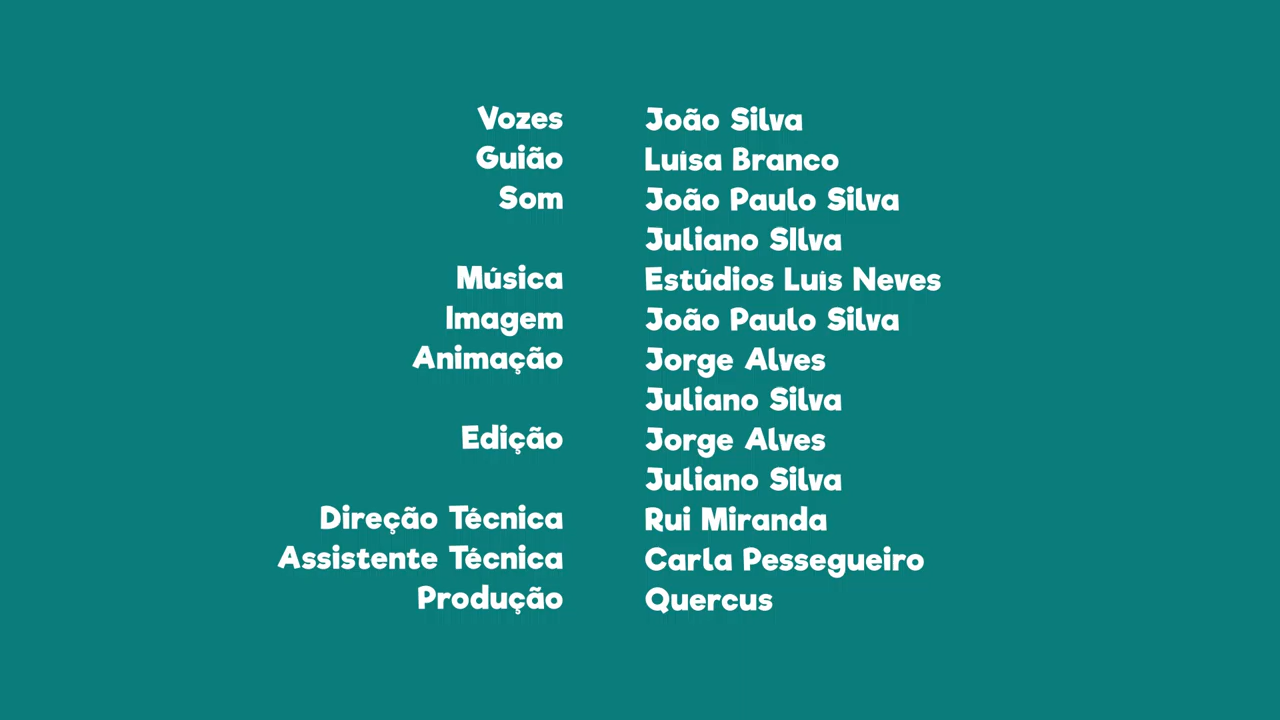 Vozes João Silva
Guião Luísa Branco
Som João Paulo Silva
Juliano SIlva
Música Estúdios Luís Neves
Imagem João Paulo Silva
Animação Jorge Alves
Juliano Silva
Edição Jorge Alves
Juliano Silva
Direção Técnica Rui Miranda
Assistente Técnica Carla Pessegueiro
Produção Quercus